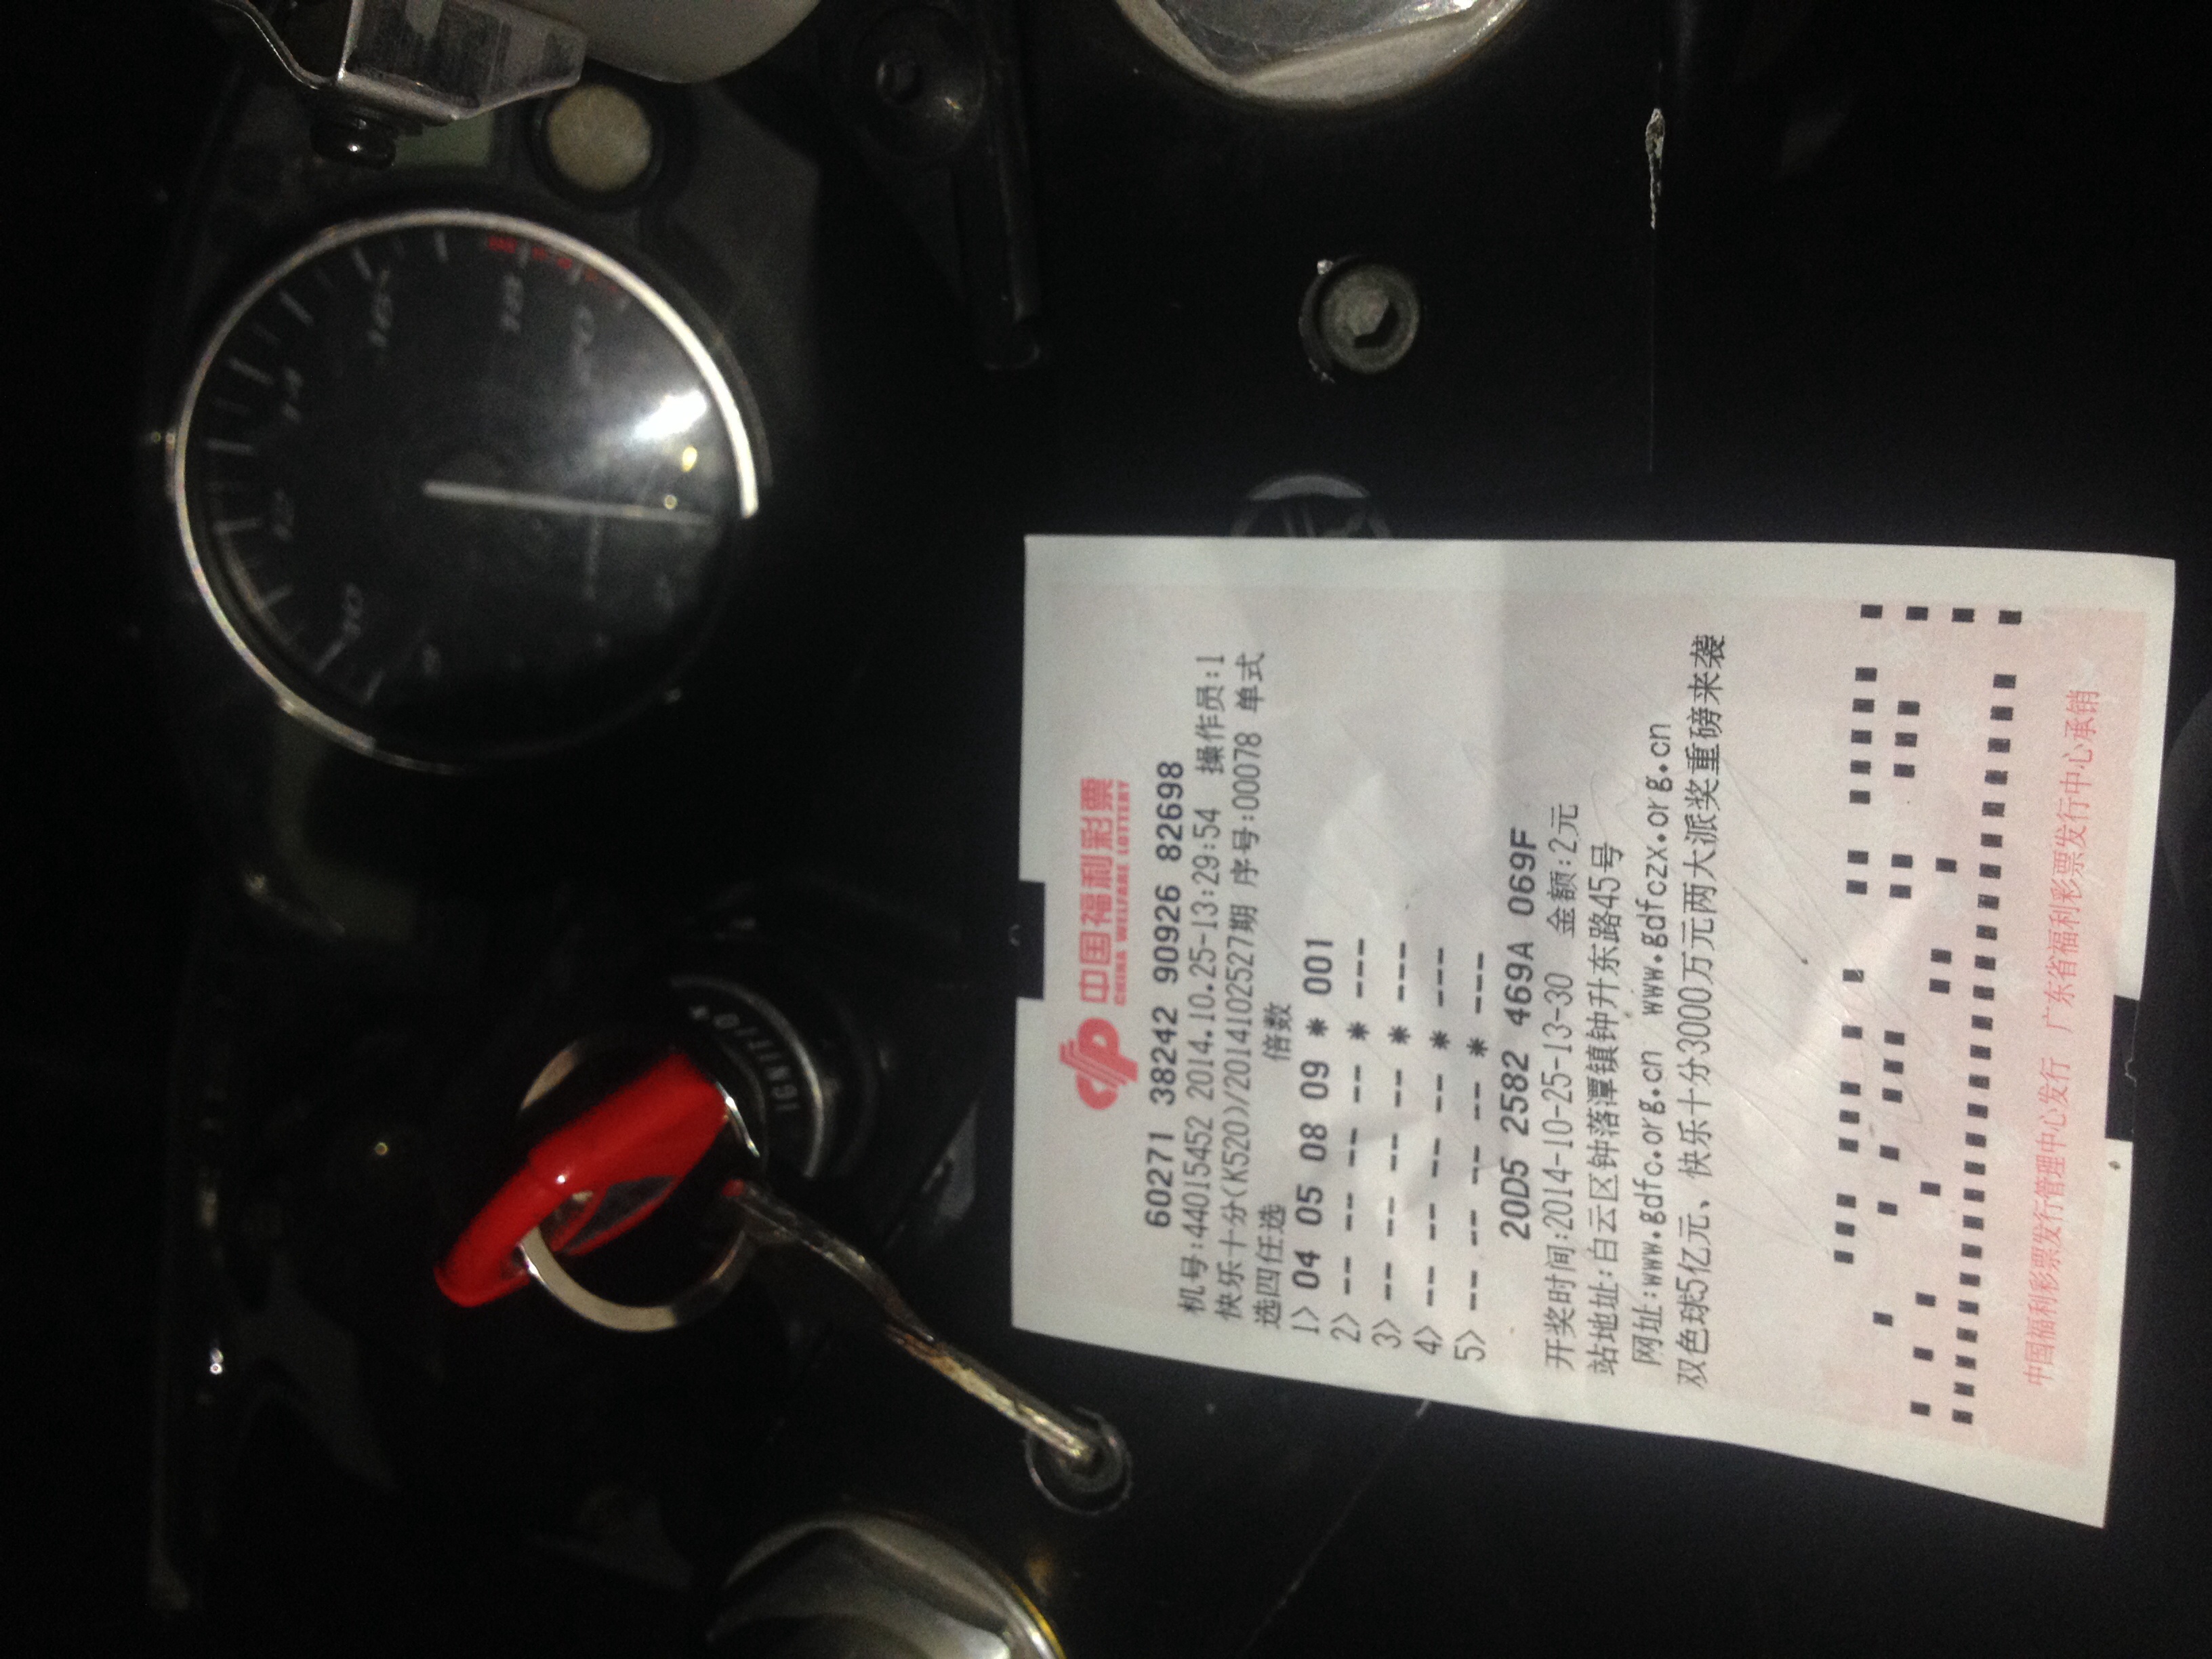 中国福利彩票
CHINA WELFARE LOTTERY
60271 38242 90926 82698
机号:44015452 2014.10.25-13:29:54 操作员:1
快乐十分(K520)/2014102527期 序号:000078 单式
选四任选 倍数
1> 04 05 08 09 * 001
2> -- -- -- -- * ---
3> -- -- -- -- * ---
4> -- -- -- -- * ---
5> -- -- -- -- * ---
20D5 2582 469A 069F
开奖时间:2014-10-25-13-30 金额:2元
站地址:白云区钟落潭镇钟升东路45号
网址:www.gdfc.org.cn www.gdfczx.org.cn
双色球5亿元、快乐十分3000万元两大派奖重磅来袭
中国福利彩票发行管理中心发行 广东省福利彩票发行中心承销
IGNITION
10
12
14
16
18